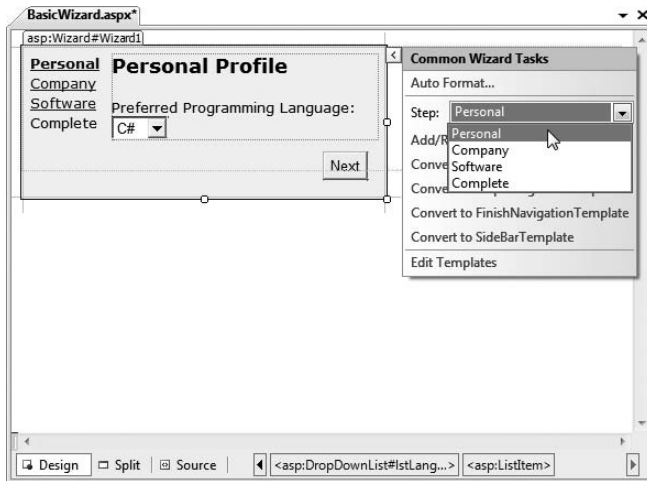 BasicWizard.aspx*
asp:Wizard#Wizard1
Personal
Company
Software
Complete
Personal Profile
Preferred Programming Language:
C#
Next
Common Wizard Tasks
Auto Format...
Step: Personal
Personal
Company
Software
Complete
Add/R
Conve
Conve
Convert to FinishNavigationTemplate
Convert to SideBarTemplate
Edit Templates
Design
Split
Source
<asp:DropDownList#lstLang...>
<asp:ListItem>